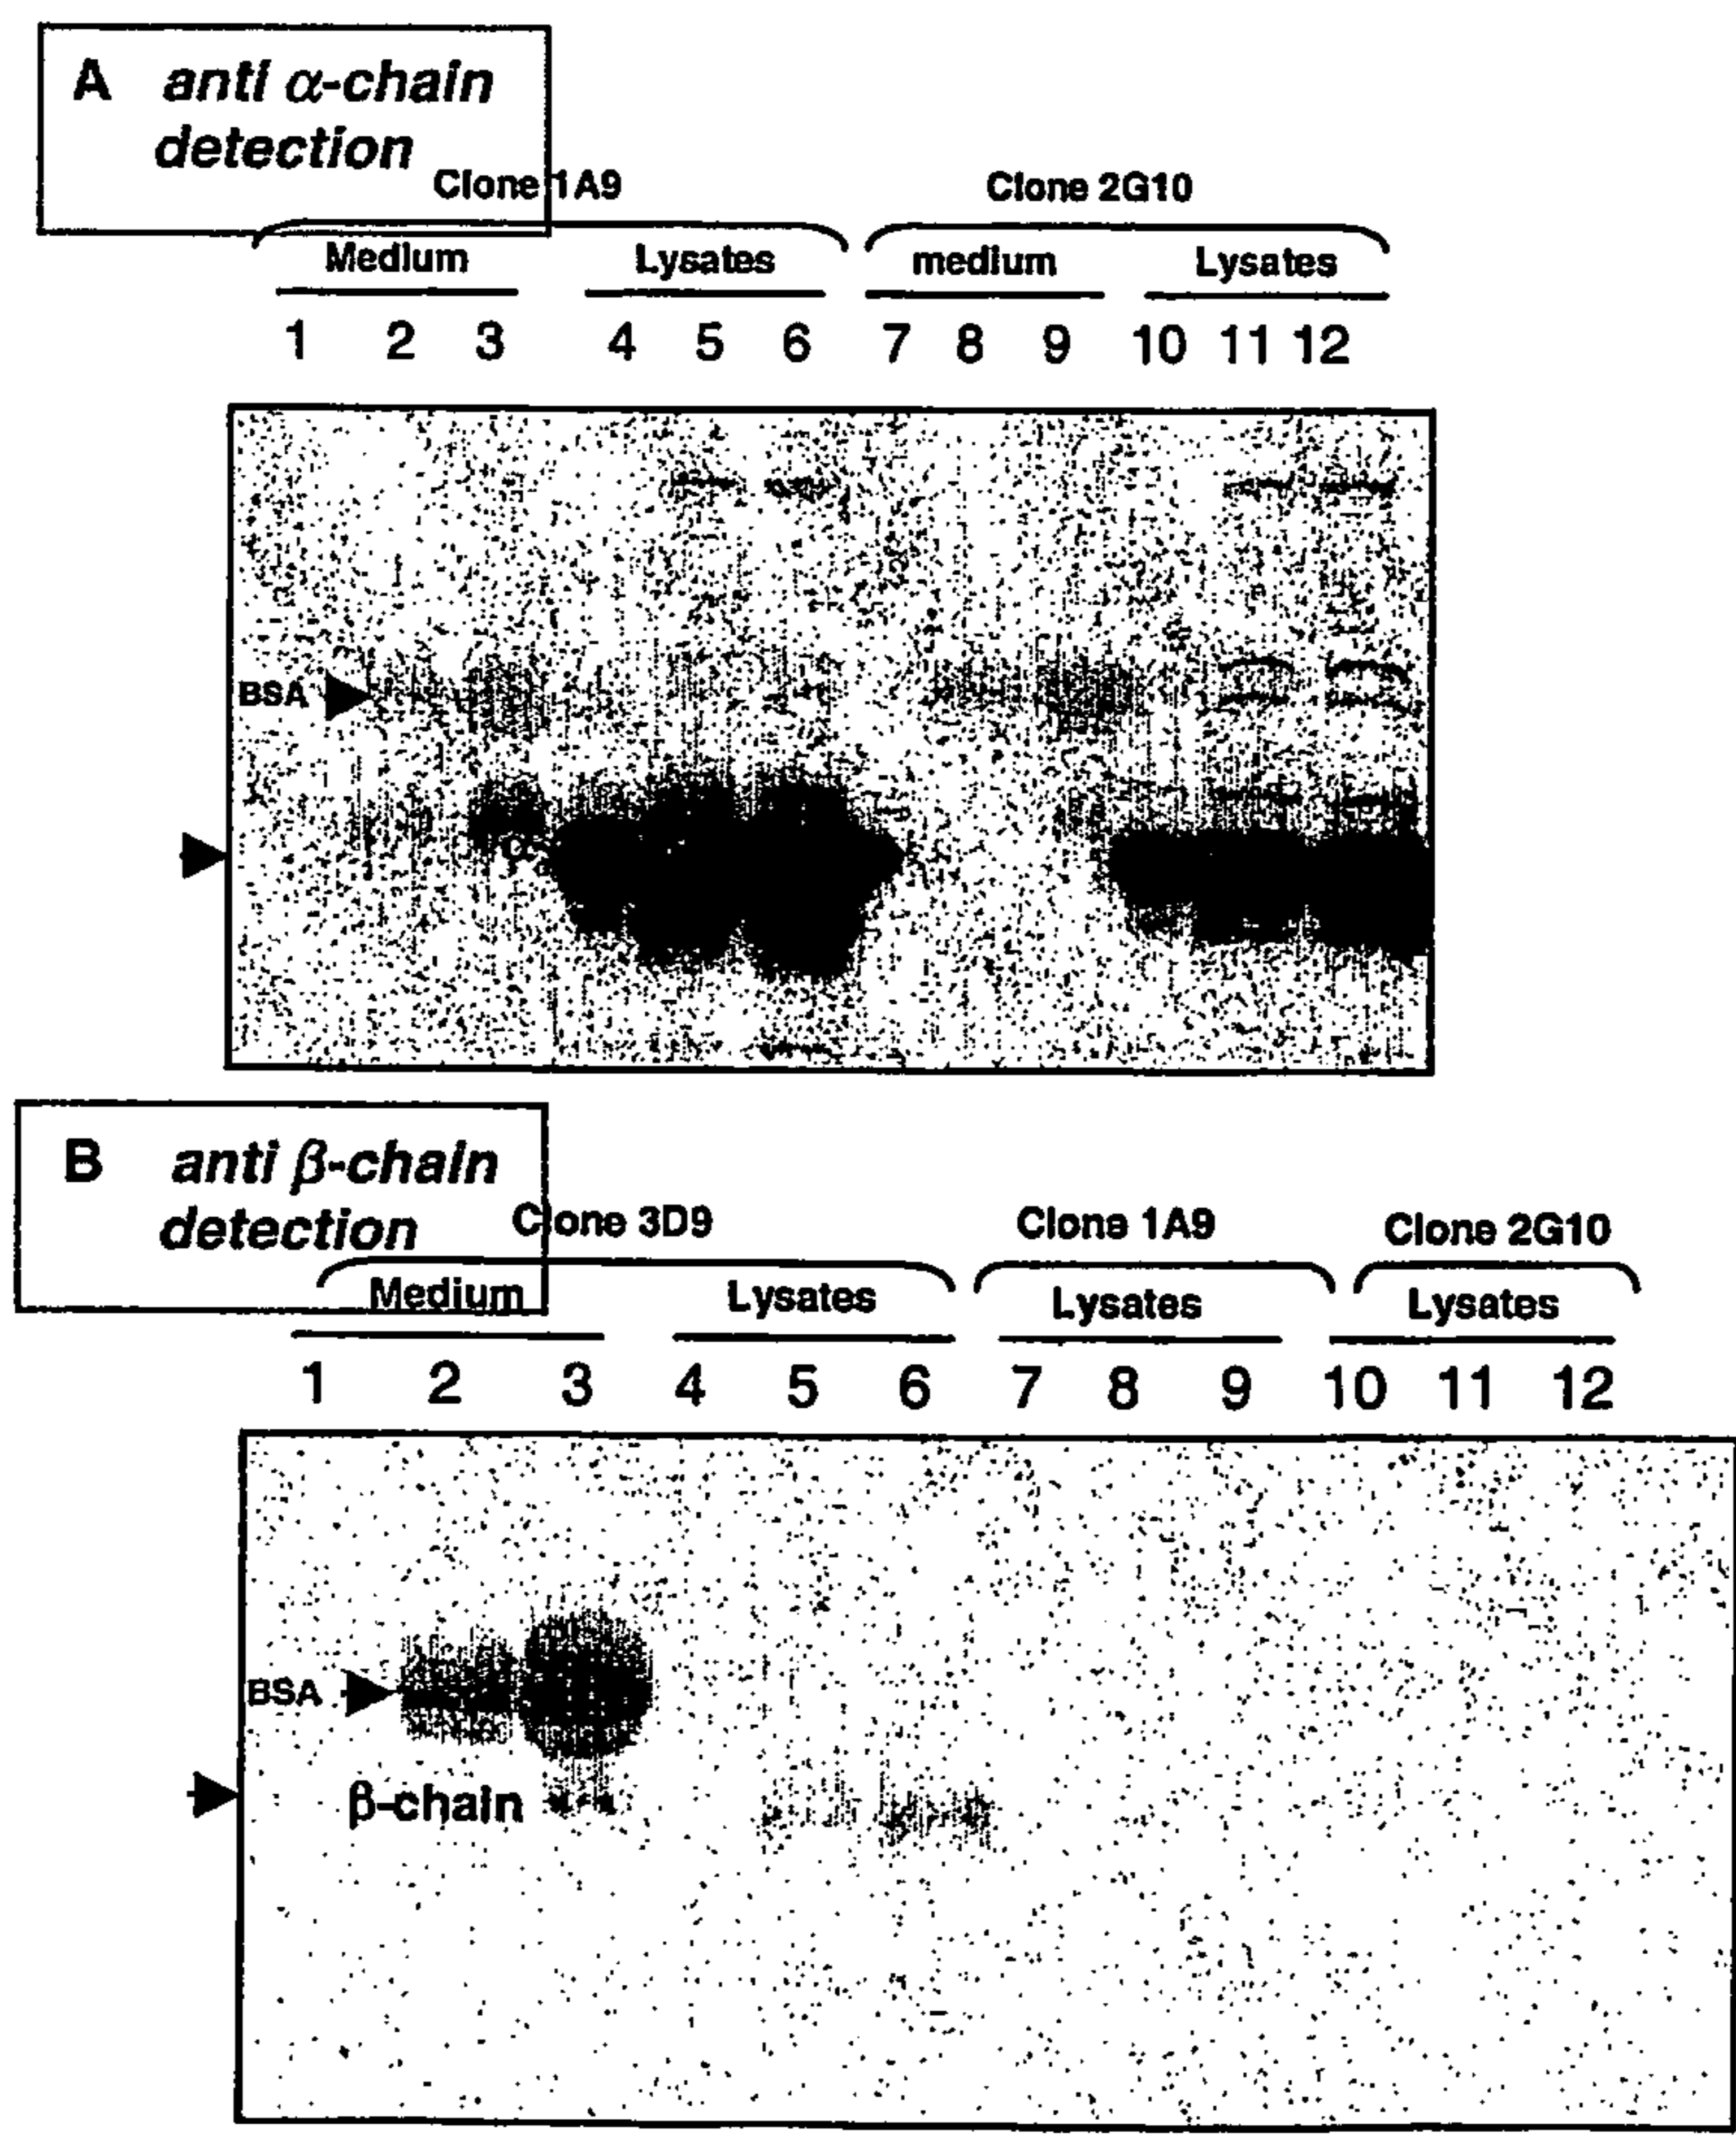 A anti α-chain
detection
Clone 1A9 Clone 2G10
Medium Lysates medium Lysates
1 2 3 4 5 6 7 8 9 10 11 12
BSA
B anti β-chain
detection
Clone 3D9 Clone 1A9 Clone 2G10
Medium Lysates Lysates Lysates
1 2 3 4 5 6 7 8 9 10 11 12
BSA
β-chain